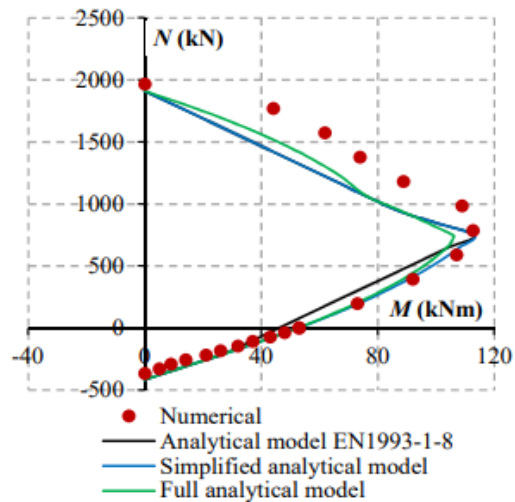 2500
N (kN)
2000
1500
1000
500
M (kNm)
0
-40 0 40 80 120
-500
Numerical
Analytical model EN1993-1-8
Simplified analytical model
Full analytical model